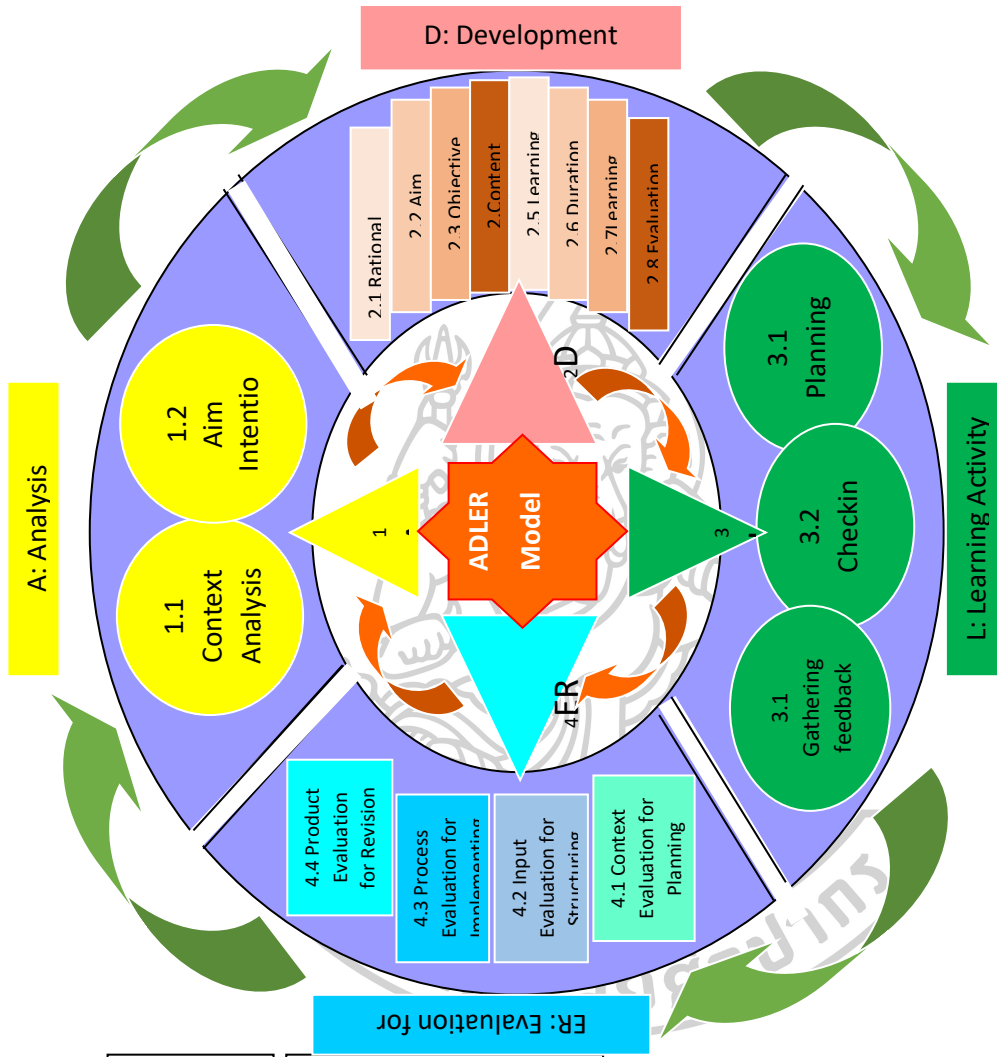 A: Analysis
1.1
Context
Analysis
1.2
Aim
Intentio
D: Development
2.1 Rational
2.2 Aim
2.3 Objective
2.Content
2.5 Learning
2.6 Duration
2.7Learning
2.8 Evaluation
L: Learning Activity
3.1
Planning
3.2
Checkin
3.1
Gathering
feedback
ER: Evaluation for
4.1 Context
Evaluation for
Planning
4.2 Input
Evaluation for
Structuring
4.3 Process
Evaluation for
Implementing
4.4 Product
Evaluation
for Revision
ADLER
Model
1
2D
3
4ER